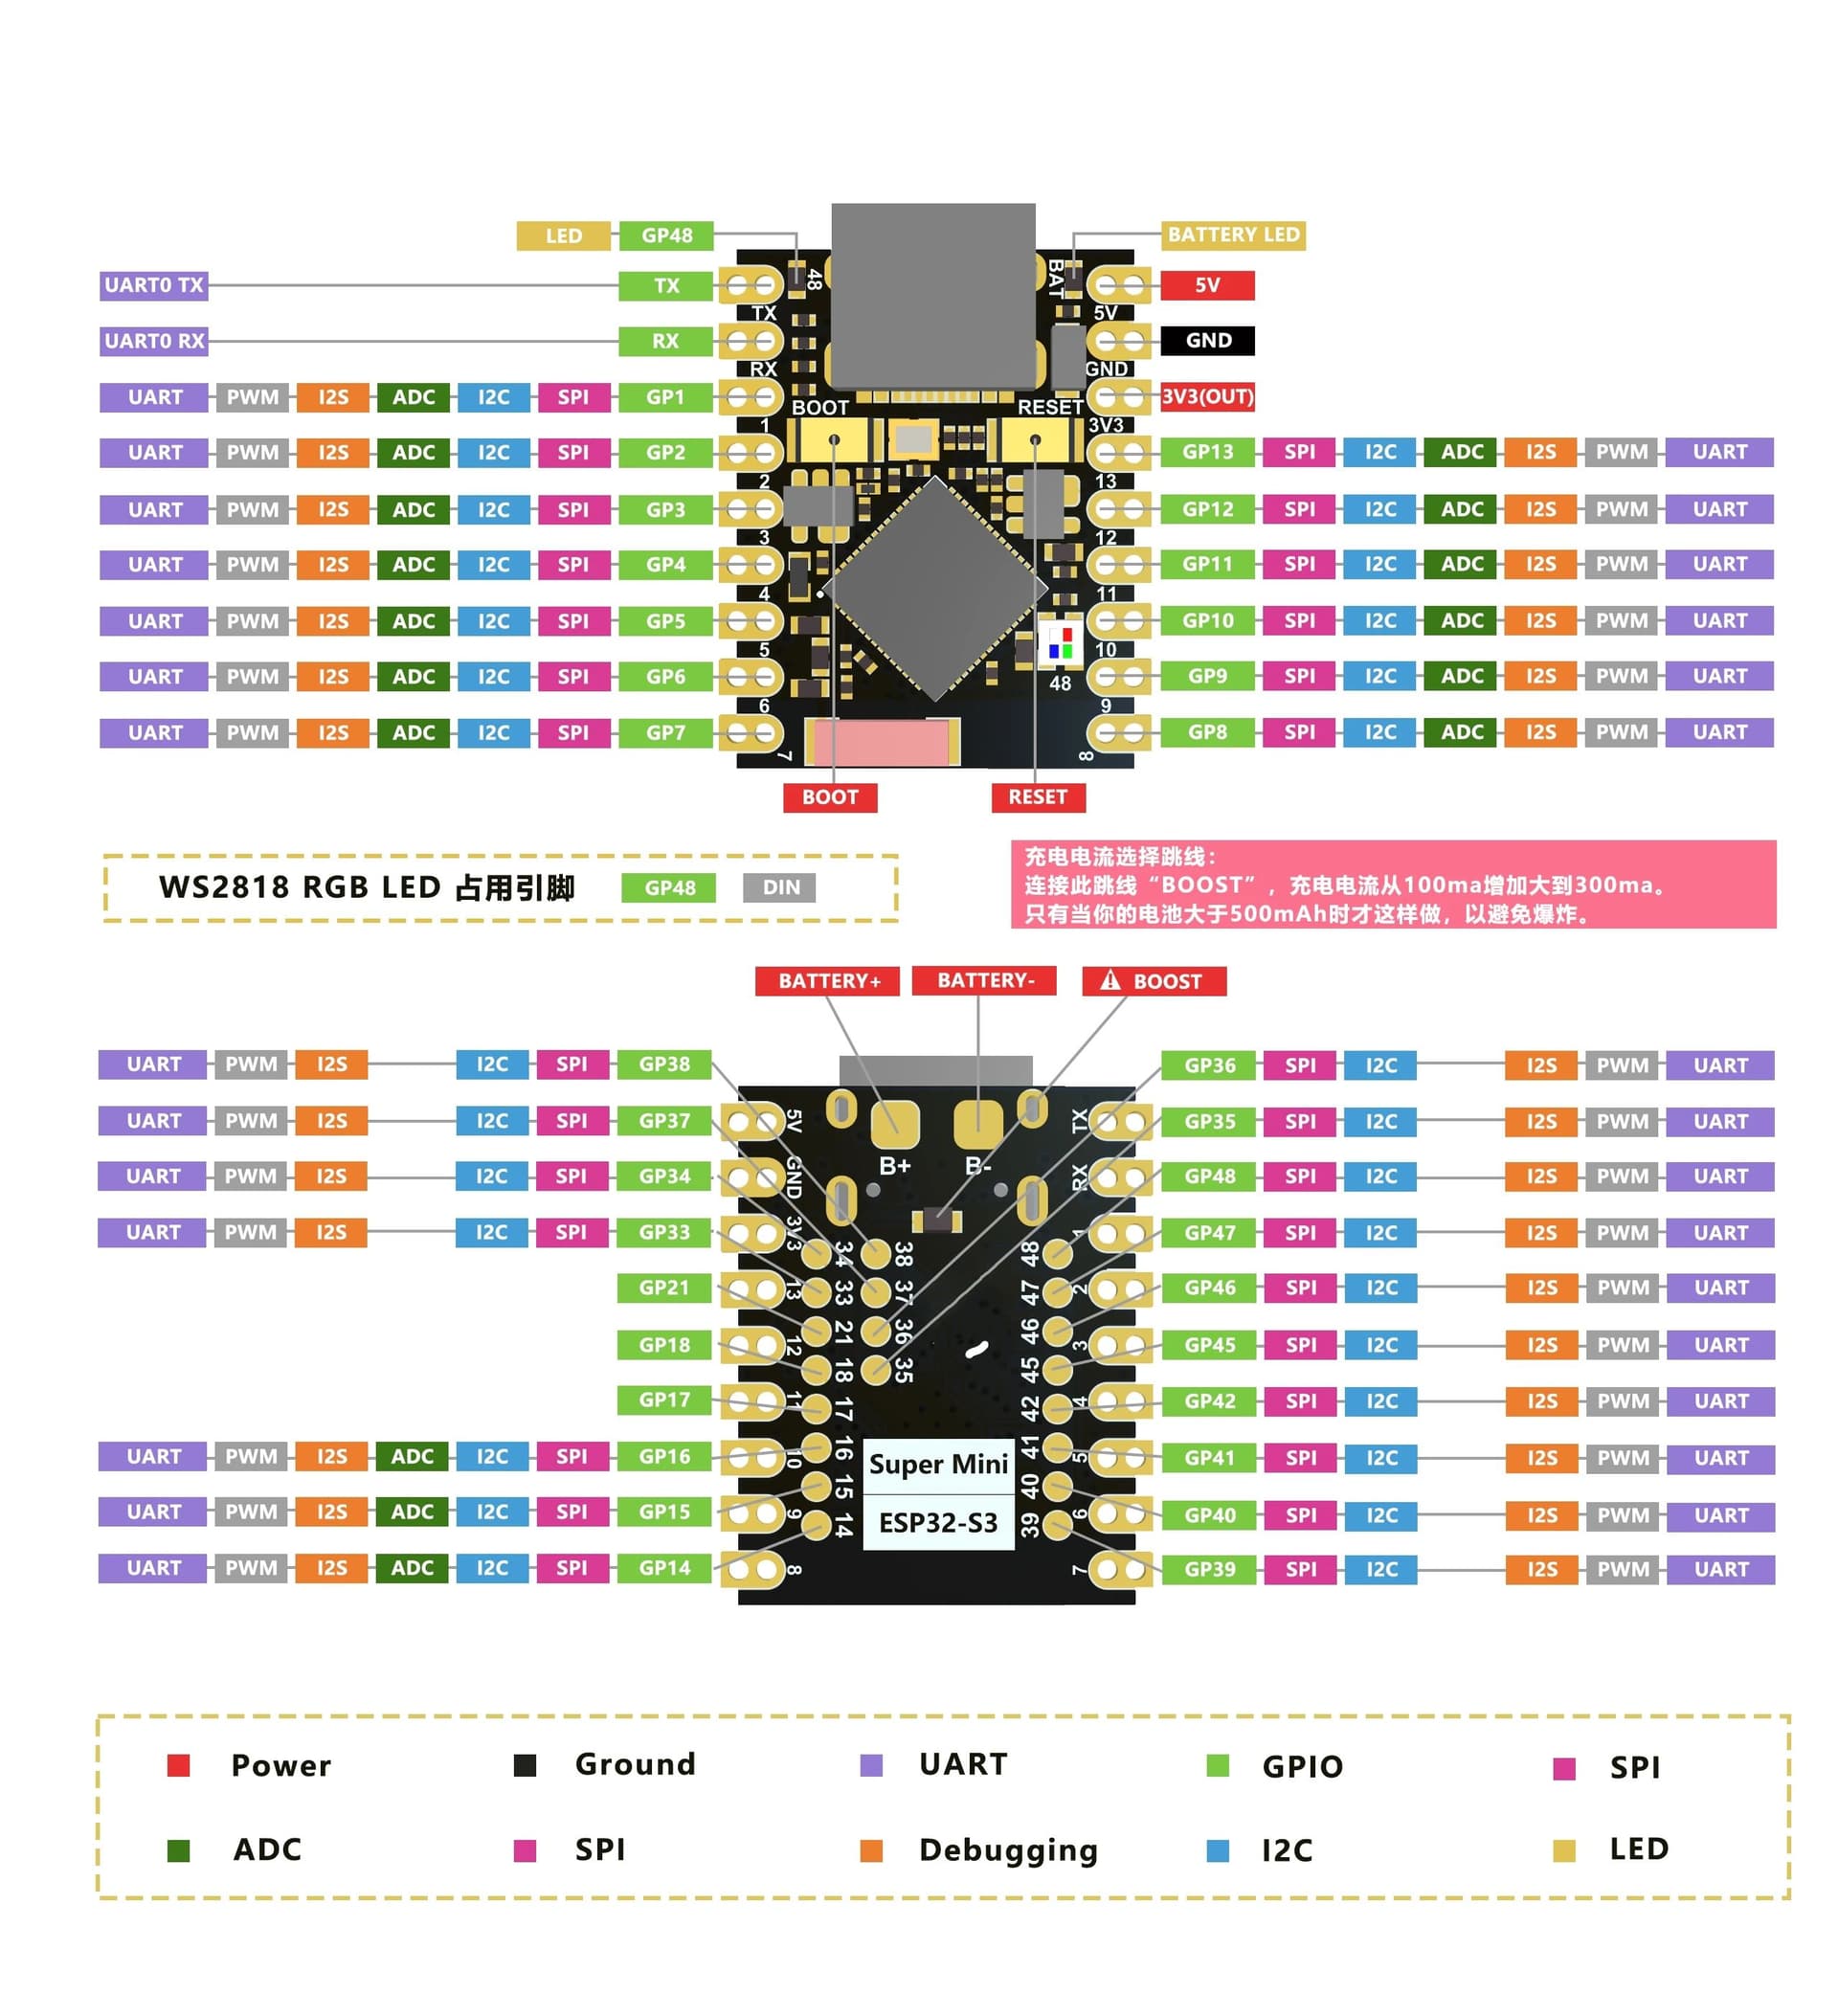 LED GP48 BATTERY LED
UART0 TX TX 48 BAT 5V
TX 5V
UART0 RX RX GND
RX GND
UART PWM I2S ADC I2C SPI GP1 3V3(OUT)
BOOT RESET
1 3V3
UART PWM I2S ADC I2C SPI GP2 GP13 SPI I2C ADC I2S PWM UART
2 13
UART PWM I2S ADC I2C SPI GP3 GP12 SPI I2C ADC I2S PWM UART
3 12
UART PWM I2S ADC I2C SPI GP4 GP11 SPI I2C ADC I2S PWM UART
4 11
UART PWM I2S ADC I2C SPI GP5 GP10 SPI I2C ADC I2S PWM UART
5 10
UART PWM I2S ADC I2C SPI GP6 48 GP9 SPI I2C ADC I2S PWM UART
6 9
UART PWM I2S ADC I2C SPI GP7 GP8 SPI I2C ADC I2S PWM UART
7 8
BOOT RESET
WS2818 RGB LED 占用引脚 GP48 DIN
充电电流选择跳线：
连接此跳线“BOOST”，充电电流从100ma增加大到300ma。
只有当你的电池大于500mAh时才这样做，以避免爆炸。
BATTERY+ BATTERY- BOOST
UART PWM I2S I2C SPI GP38 GP36 SPI I2C I2S PWM UART
UART PWM I2S I2C SPI GP37 5V TX GP35 SPI I2C I2S PWM UART
B+ B-
UART PWM I2S I2C SPI GP34 GND RX GP48 SPI I2C I2S PWM UART
UART PWM I2S I2C SPI GP33 3V3 1 GP47 SPI I2C I2S PWM UART
34 38 48
GP21 13 33 37 47 2 GP46 SPI I2C I2S PWM UART
21 36 46
GP18 12 18 35 45 3 GP45 SPI I2C I2S PWM UART
GP17 11 17 42 4 GP42 SPI I2C I2S PWM UART
UART PWM I2S ADC I2C SPI GP16 10 16 41 5 GP41 SPI I2C I2S PWM UART
Super Mini
15 40
UART PWM I2S ADC I2C SPI GP15 9 6 GP40 SPI I2C I2S PWM UART
14 ESP32-S3 39
UART PWM I2S ADC I2C SPI GP14 8 7 GP39 SPI I2C I2S PWM UART
Power Ground UART GPIO SPI
ADC SPI Debugging I2C LED